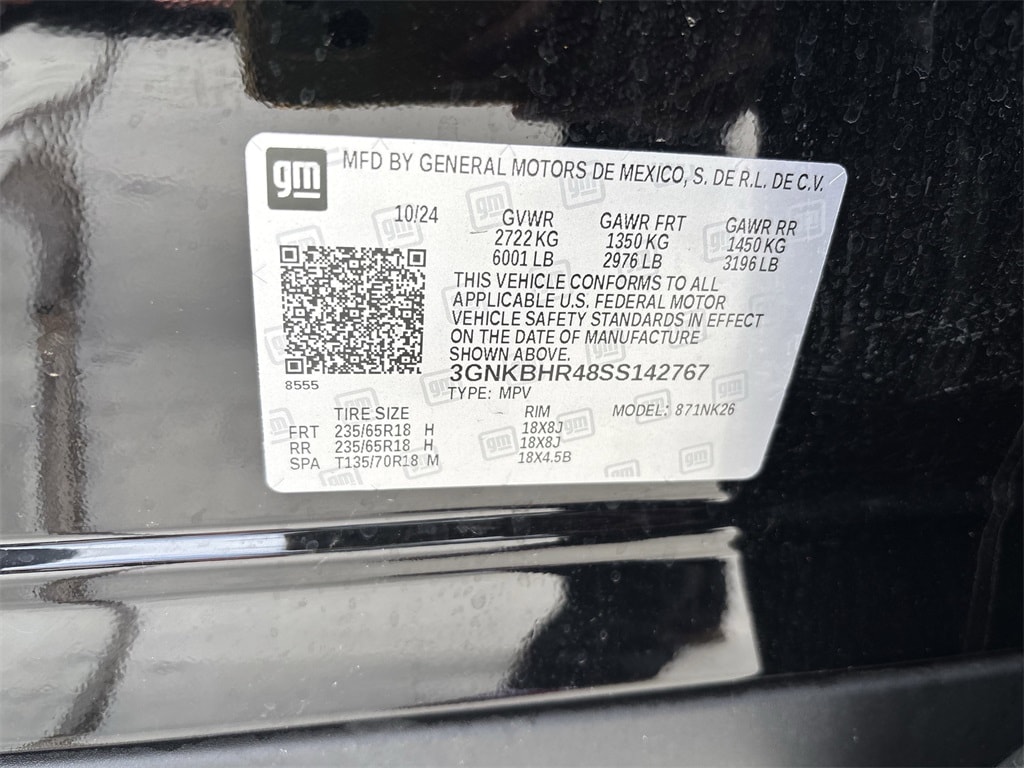 gm MFD BY GENERAL MOTORS DE MEXICO, S. DE R.L. DE C.V.
10/24 GVWR GAWR FRT GAWR RR
2722 KG 1350 KG 1450 KG
6001 LB 2976 LB 3196 LB
THIS VEHICLE CONFORMS TO ALL
APPLICABLE U.S. FEDERAL MOTOR
VEHICLE SAFETY STANDARDS IN EFFECT
ON THE DATE OF MANUFACTURE
SHOWN ABOVE.
8555 3GNKBHR48SS142767
TYPE: MPV
TIRE SIZE RIM MODEL: 871NK26
FRT 235/65R18 H 18X8J
RR 235/65R18 H 18X8J
SPA T135/70R18 M 18X4.5B